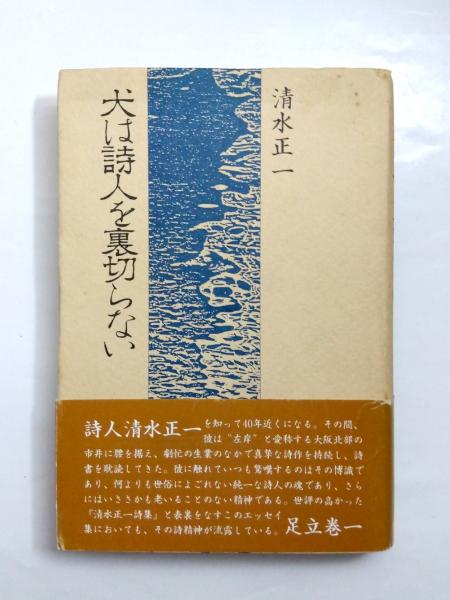 清水正一
犬は詩人を裏切らない
詩人清水正一を知って40年近くになる。その間、
彼は“左岸”と愛称する大阪北部の
市井に腰を据え、劇忙の生業のなかで真摯な詩作を持続し、詩
書を耽読してきた。彼に触れていつも驚嘆するのはその博識で
あり、何よりも世俗によごれない純一な詩人の魂であり、さら
にはいささかも老いることのない精神である。世評の高かった
『清水正一詩集』と表裏をなすこのエッセイ
集においても、その詩精神が流露している。足立巻一